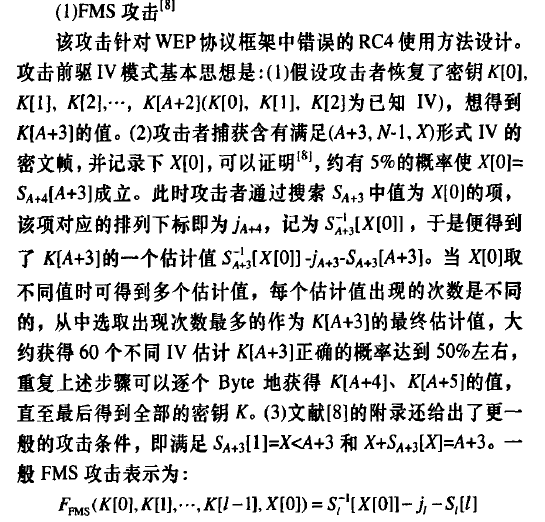 (1)FMS 攻击[8]
该攻击针对 WEP 协议框架中错误的 RC4 使用方法设计。
攻击前驱 IV 模式基本思想是:(1)假设攻击者恢复了密钥 K[0],
K[1], K[2],…, K[A+2](K[0], K[1], K[2]为已知 IV)，想得到
K[A+3]的值。(2)攻击者捕获含有满足(A+3, N-1, X)形式 IV 的
密文帧，并记录下 X[0]，可以证明[8]，约有 5%的概率使 X[0]=
S_{A+4}[A+3]成立。此时攻击者通过搜索 S_{A+3} 中值为 X[0]的项，
该项对应的排列下标即为 j_{A+4}，记为 S_{A+3}^{-1}[X[0]]，于是便得到
了 K[A+3]的一个估计值 S_{A+3}^{-1}[X[0]]-j_{A+3}-S_{A+3}[A+3]。当 X[0]取
不同值时可得到多个估计值，每个估计值出现的次数是不同
的，从中选取出现次数最多的作为 K[A+3]的最终估计值，大
约获得 60 个不同 IV 估计 K[A+3]正确的概率达到 50%左右，
重复上述步骤可以逐个 Byte 地获得 K[A+4]、K[A+5]的值，
直至最后得到全部的密钥 K。(3)文献[8]的附录还给出了更一
般的攻击条件，即满足 S_{A+3}[1]=X<A+3 和 X+S_{A+3}[X]=A+3。一
般 FMS 攻击表示为:
F_{FMS}(K[0],K[1],⋯,K[l−1],X[0])=S_l^{-1}[X[0]]−j_l−S_l[l]